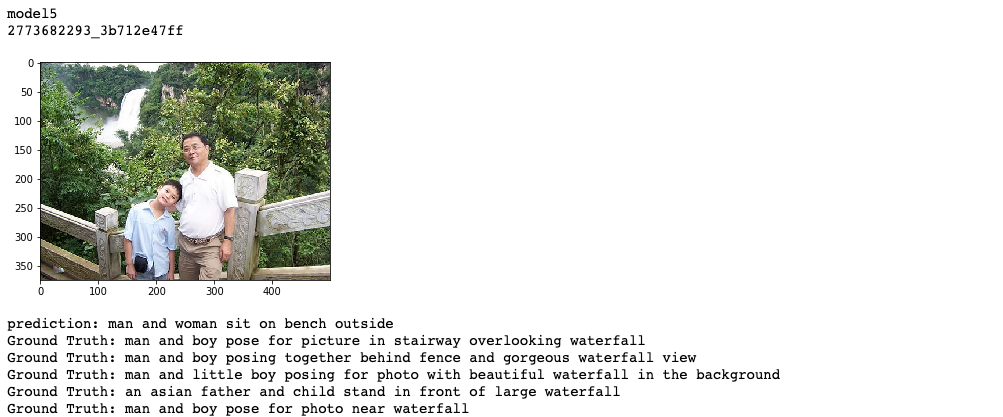 model5
2773682293_3b712e47ff
0
50
100
150
200
250
300
350
0 100 200 300 400
prediction: man and woman sit on bench outside
Ground Truth: man and boy pose for picture in stairway overlooking waterfall
Ground Truth: man and boy posing together behind fence and gorgeous waterfall view
Ground Truth: man and little boy posing for photo with beautiful waterfall in the background
Ground Truth: an asian father and child stand in front of large waterfall
Ground Truth: man and boy pose for photo near waterfall